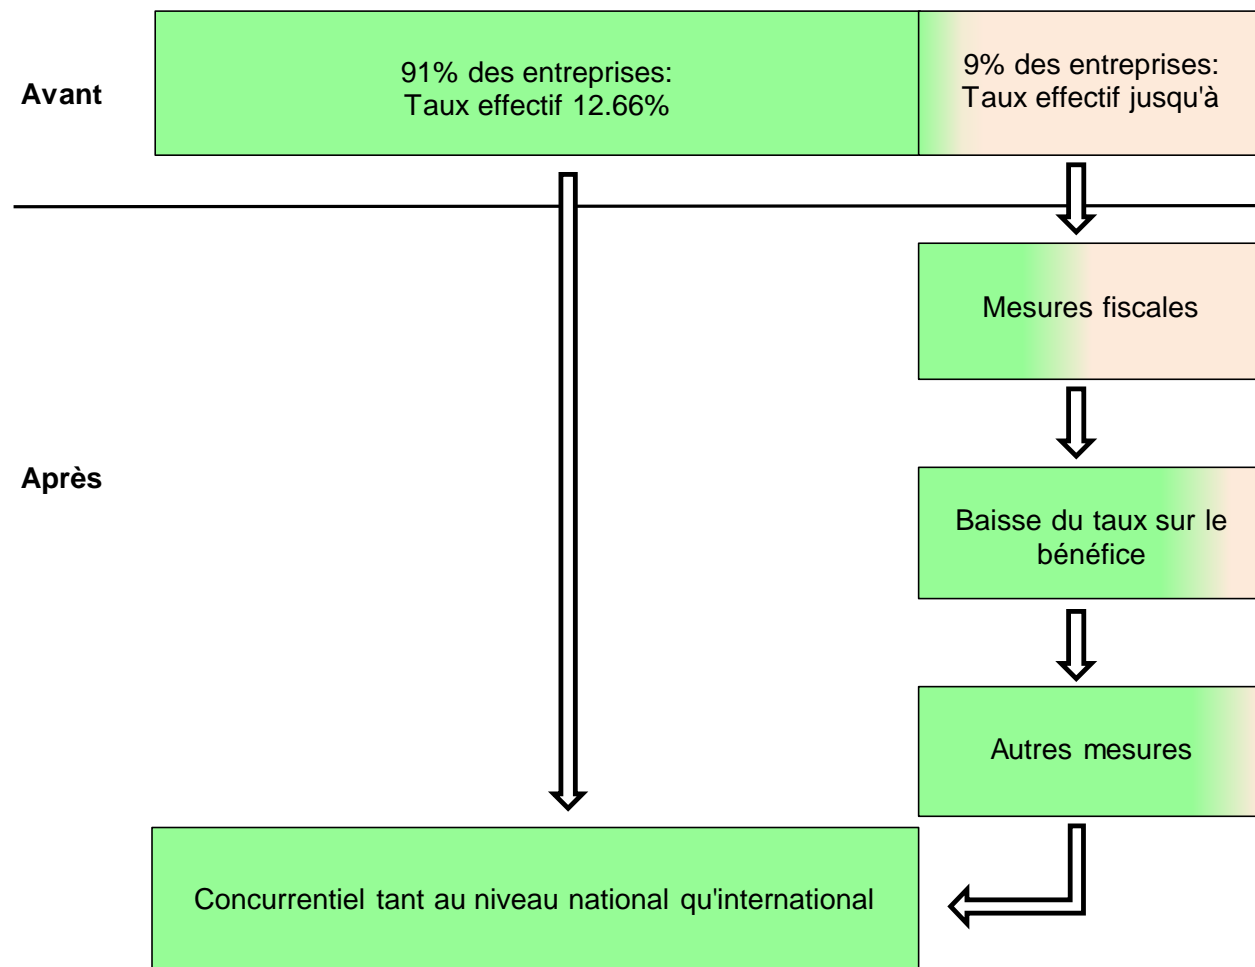 Avant
91% des entreprises:
Taux effectif 12.66%
9% des entreprises:
Taux effectif jusqu'à
Mesures fiscales
Après
Baisse du taux sur le
bénéfice
Autres mesures
Concurrentiel tant au niveau national qu'international